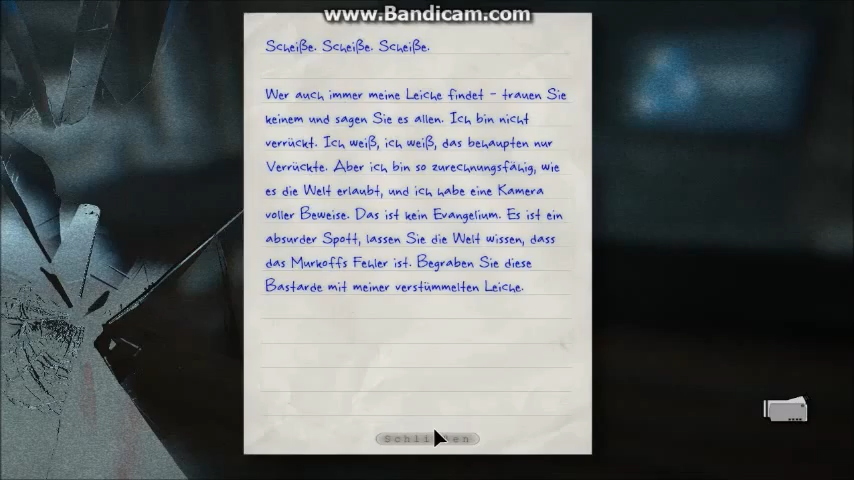 www.Bandicam.com
Scheiße. Scheiße. Scheiße.
Wer auch immer meine Leiche findet - trauen Sie
keinem und sagen Sie es allen. Ich bin nicht
verrückt. Ich weiß, ich weiß, das behaupten nur
Verrückte. Aber ich bin so zurechnungsfähig, wie
es die Welt erlaubt, und ich habe eine Kamera
voller Beweise. Das ist kein Evangelium. Es ist ein
absurder Spott, lassen Sie die Welt wissen, dass
das Murkoffs Fehler ist. Begraben Sie diese
Bastarde mit meiner verstümmelten Leiche.